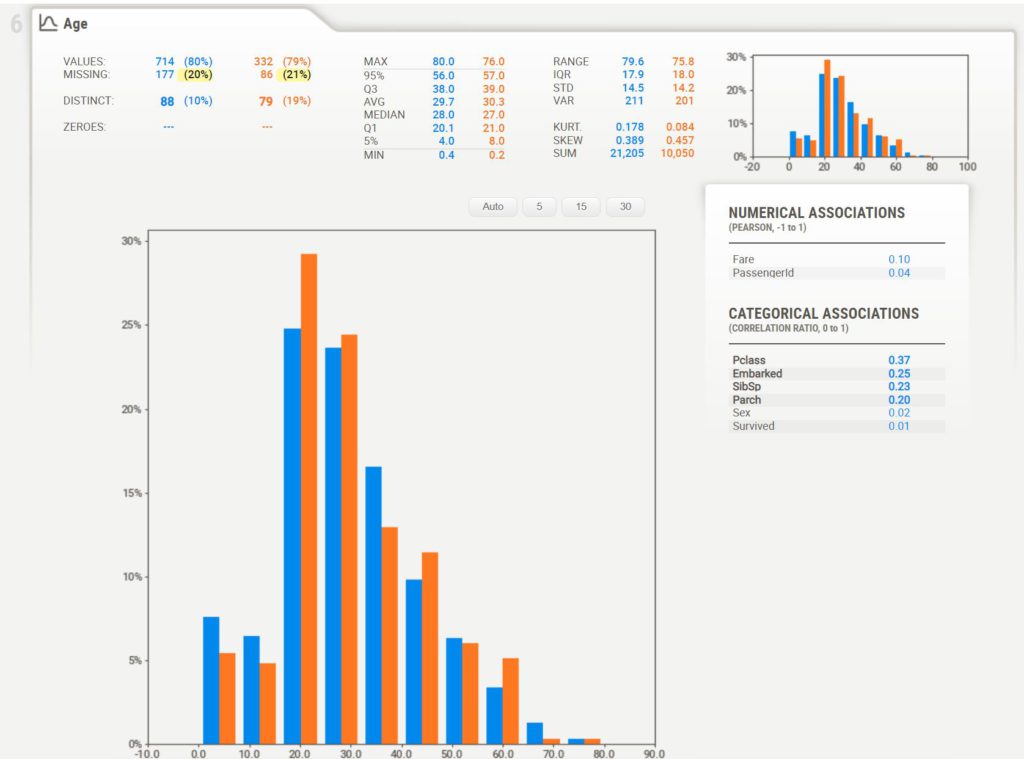 6 Age
VALUES: 714 (80%) 332 (79%)
MISSING: 177 (20%) 86 (21%)
DISTINCT: 88 (10%) 79 (19%)
ZEROES: --- ---
MAX 80.0 76.0
95% 56.0 57.0
Q3 38.0 39.0
AVG 29.7 30.3
MEDIAN 28.0 27.0
Q1 20.1 21.0
5% 4.0 8.0
MIN 0.4 0.2
RANGE 79.6 75.8
IQR 17.9 18.0
STD 14.5 14.2
VAR 211 201
KURT. 0.178 0.084
SKEW 0.389 0.457
SUM 21,205 10,050
30%
20%
10%
0%
-20 0 20 40 60 80 100
Auto 5 15 30
30%
25%
20%
15%
10%
5%
0%
-10.0 0.0 10.0 20.0 30.0 40.0 50.0 60.0 70.0 80.0 90.0
NUMERICAL ASSOCIATIONS
(PEARSON, -1 to 1)
Fare 0.10
PassengerId 0.04
CATEGORICAL ASSOCIATIONS
(CORRELATION RATIO, 0 to 1)
Pclass 0.37
Embarked 0.25
SibSp 0.23
Parch 0.20
Sex 0.02
Survived 0.01